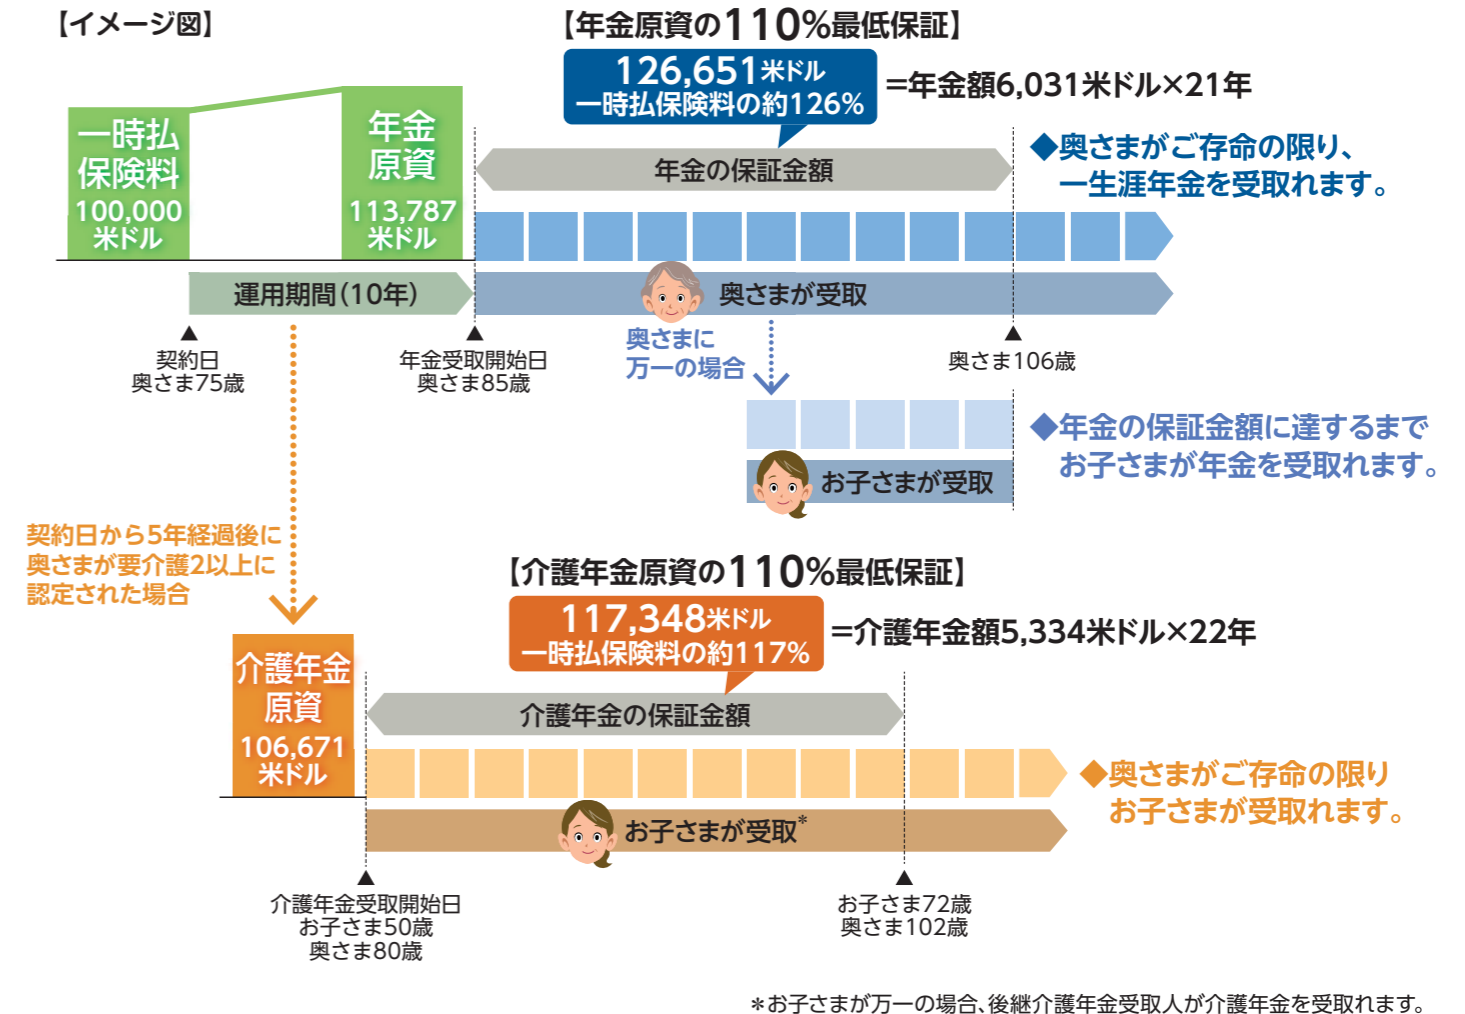 【イメージ図】
【年金原資の110%最低保証】
126,651米ドル
一時払保険料の約126%
＝年金額6,031米ドル×21年
一時払
保険料
100,000
米ドル
年金
原資
113,787
米ドル
年金の保証金額
◆奥さまがご存命の限り、
一生涯年金を受取れます。
運用期間（10年）
奥さまが受取
▲
契約日
奥さま75歳
▲
年金受取開始日
奥さま85歳
奥さまに
万一の場合
▲
奥さま106歳
お子さまが受取
◆年金の保証金額に達するまで
お子さまが年金を受取れます。
契約日から5年経過後に
奥さまが要介護2以上に
認定された場合
【介護年金原資の110%最低保証】
117,348米ドル
一時払保険料の約117%
＝介護年金額5,334米ドル×22年
介護年金
原資
106,671
米ドル
介護年金の保証金額
お子さまが受取＊
◆奥さまがご存命の限り
お子さまが受取れます。
▲
介護年金受取開始日
お子さま50歳
奥さま80歳
▲
お子さま72歳
奥さま102歳
＊お子さまが万一の場合、後継介護年金受取人が介護年金を受取れます。